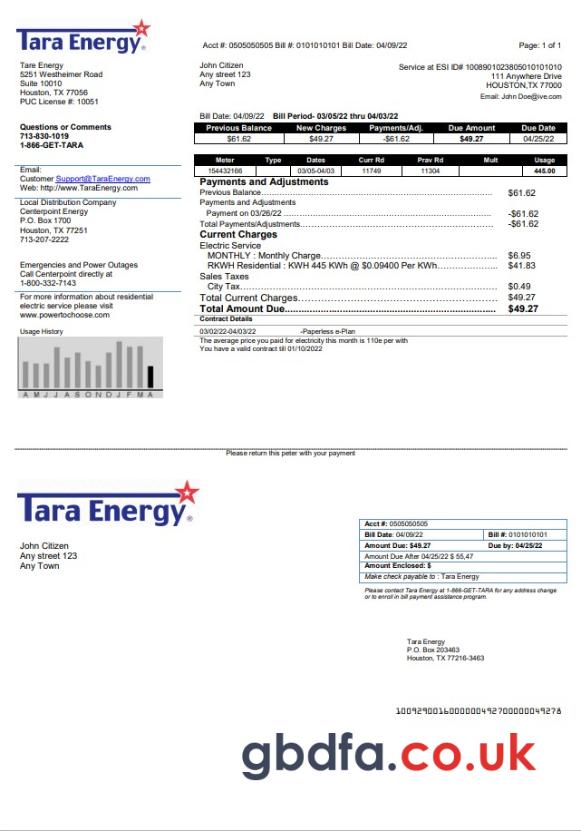 Tara Energy®
Acct #: 0505050505 Bill #: 0101010101 Bill Date: 04/09/22 Page: 1 of 1
Tare Energy
5251 Westheimer Road
Suite 10010
Houston, TX 77056
PUC License #: 10051
John Citizen
Any street 123
Any Town
Service at ESI ID# 1008901023805010101010
111 Anywhere Drive
HOUSTON,TX 77000
Email: John Doe@ive.com
Questions or Comments
713-830-1019
1-866-GET-TARA
Email:
Customer Support@TaraEnergy.com
Web: http://www.TaraEnergy.com
Local Distribution Company
Centerpoint Energy
P.O. Box 1700
Houston, TX 77251
713-207-2222
Emergencies and Power Outages
Call Centerpoint directly at
1-800-332-7143
For more information about residential
electric service please visit
www.powertochoose.com
Usage History
A M J J A S O N D J F M A
Bill Date: 04/09/22 Bill Period- 03/05/22 thru 04/03/22
Previous Balance New Charges Payments/Adj. Due Amount Due Date
$61.62 $49.27 -$61.62 $49.27 04/25/22
Meter Type Dates Curr Rd Prav Rd Mult Usage
154432166 03/05-04/03 11749 11304 445.00
Payments and Adjustments
Previous Balance $61.62
Payments and Adjustments
Payment on 03/26/22 -$61.62
Total Payments/Adjustments -$61.62
Current Charges
Electric Service
MONTHLY : Monthly Charge $6.95
RKWH Residential : KWH 445 KWh @ $0.09400 Per KWh $41.83
Sales Taxes
City Tax $0.49
Total Current Charges $49.27
Total Amount Due $49.27
Contract Details
03/02/22-04/03/22 -Paperless e-Plan
The average price you paid for electricity this month is 110e per with
You have a valid contract till 01/10/2022
Please return this peter with your payment
Tara Energy®
John Citizen
Any street 123
Any Town
Acct #: 0505050505
Bill Date: 04/09/22 Bill #: 0101010101
Amount Due: $49.27 Due by: 04/25/22
Amount Due After 04/25/22 $ 55,47
Amount Enclosed: $
Make check payable to : Tara Energy
Please contact Tara Energy at 1-866-GET-TARA for any address change
or to enroll in bill payment assistance program.
Tara Energy
P.O. Box 203463
Houston, TX 77216-3463
1009290016000000492700000049278
gbdfa.co.uk